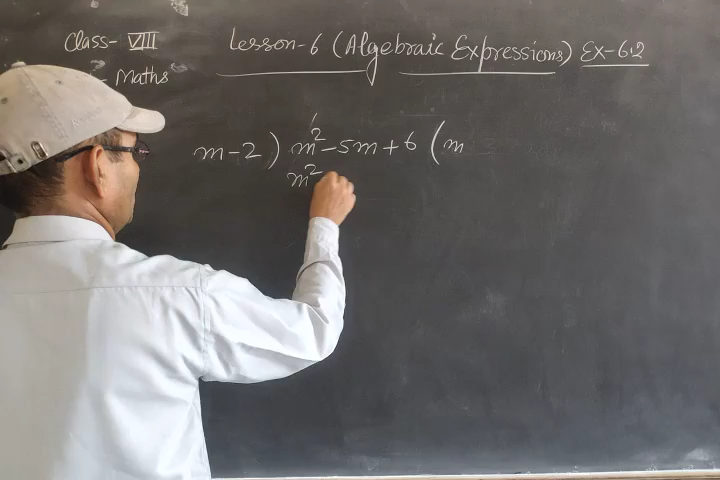 Class- VIII Lesson-6 (Algebraic Expressions) Ex-6.2
Maths
m-2) m²-5m+6 (m
m²